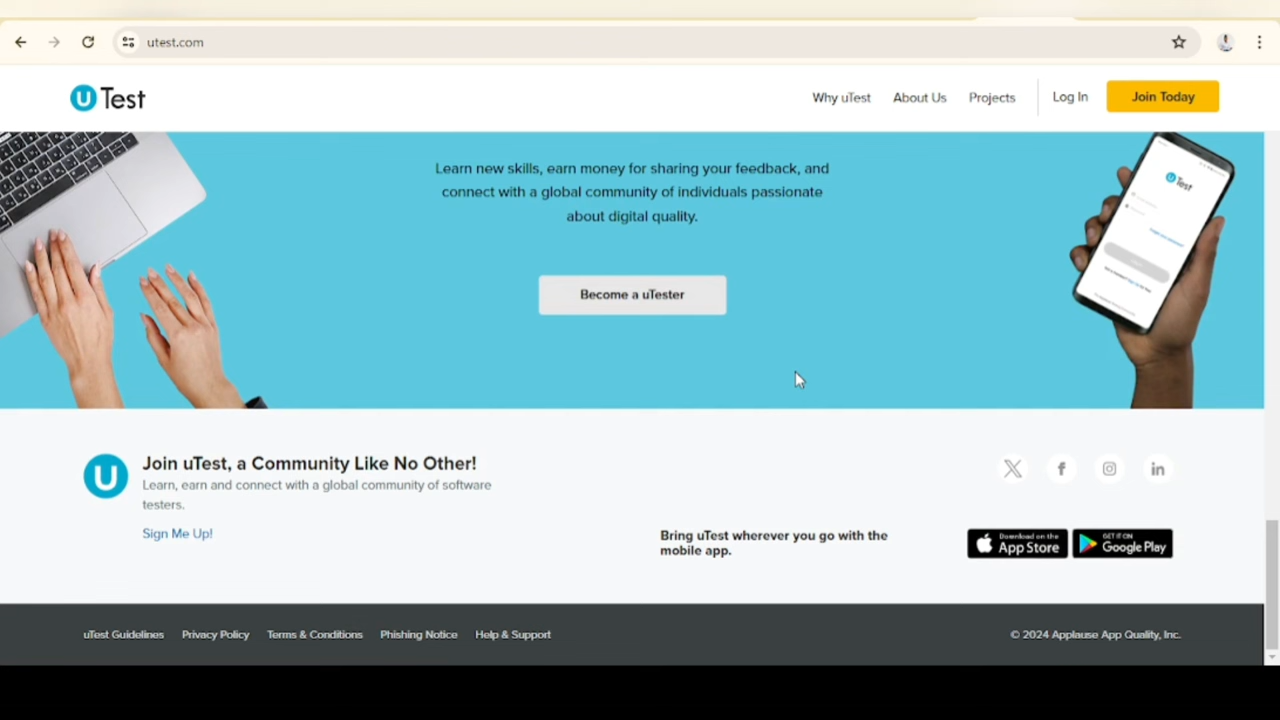 utest.com
U Test
Why uTest
About Us
Projects
Log In
Join Today
Learn new skills, earn money for sharing your feedback, and
connect with a global community of individuals passionate
about digital quality.
Become a uTester
U Test
U
Join uTest, a Community Like No Other!
Learn, earn and connect with a global community of software
testers.
Sign Me Up!
Bring uTest wherever you go with the
mobile app.
Download on the
App Store
GET IT ON
Google Play
uTest Guidelines
Privacy Policy
Terms & Conditions
Phishing Notice
Help & Support
© 2024 Applause App Quality, Inc.